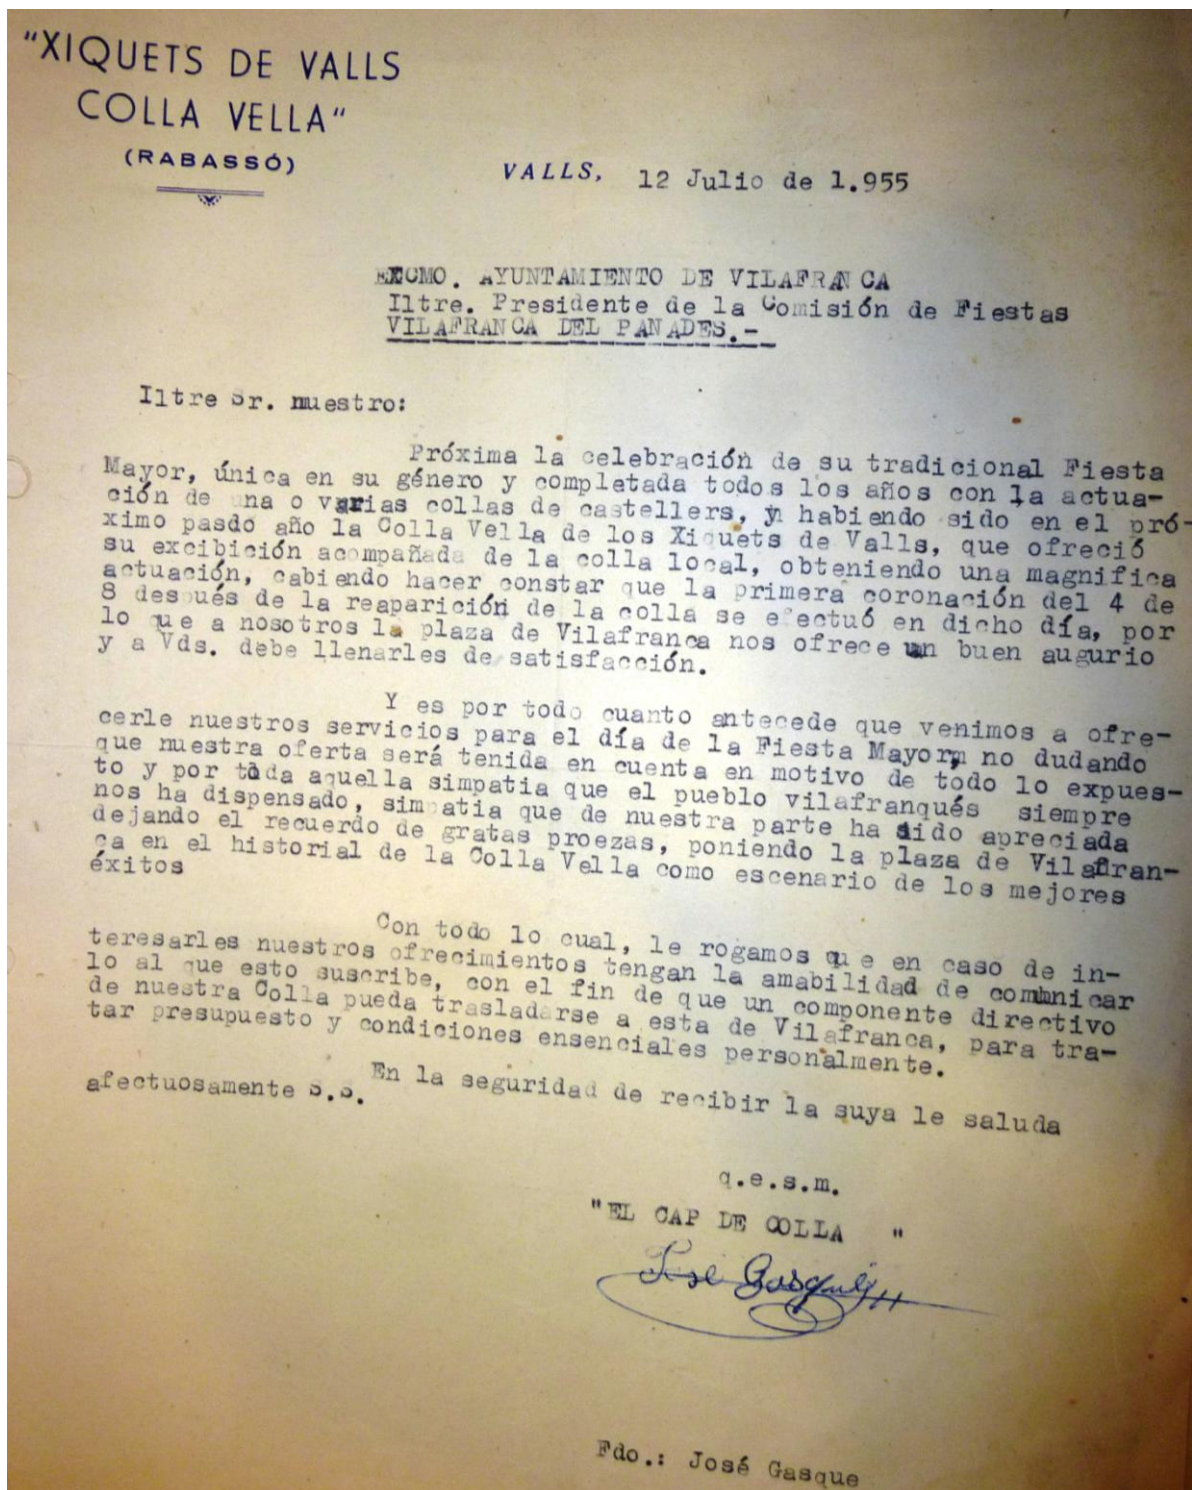 "XIQUETS DE VALLS
COLLA VELLA"
(RABASSÓ)
VALLS, 12 Julio de 1.955
EXCMO. AYUNTAMIENTO DE VILAFRANCA
Iltre. Presidente de la Comisión de Fiestas
VILAFRANCA DEL PANADES.-
Iltre Sr. nuestro:
Próxima la celebración de su tradicional Fiesta
Mayor, única en su género y completada todos los años con la actua-
ción de una o varias collas de castellers, y habiendo sido en el pró-
ximo pasdo año la Colla Vella de los Xiquets de Valls, que ofreció
su excibición acompañada de la colla local, obteniendo una magnifica
actuación, cabiendo hacer constar que la primera coronación del 4 de
8 después de la reaparición de la colla se efectuó en dicho día, por
lo que a nosotros la plaza de Vilafranca nos ofrece un buen augurio
y a Vds. debe llenarles de satisfacción.
Y es por todo cuanto antecede que venimos a ofre-
cerle nuestros servicios para el día de la Fiesta Mayor, no dudando
que nuestra oferta será tenida en cuenta en motivo de todo lo expues-
to y por toda aquella simpatia que el pueblo vilafranqués siempre
nos ha dispensado, simpatia que de nuestra parte ha sido apreciada
dejando el recuerdo de gratas proezas, poniendo la plaza de Vilafran-
ca en el historial de la Colla Vella como escenario de los mejores
éxitos
Con todo lo cual, le rogamos que en caso de in-
teresarles nuestros ofrecimientos tengan la amabilidad de comunicar
lo al que esto suscribe, con el fin de que un componente directivo
de nuestra Colla pueda trasladarse a esta de Vilafranca, para tra-
tar presupuesto y condiciones ensenciales personalmente.
En la seguridad de recibir la suya le saluda
afectuosamente S.S.
q.e.s.m.
"EL CAP DE COLLA "
José Gasque
Fdo.: José Gasque